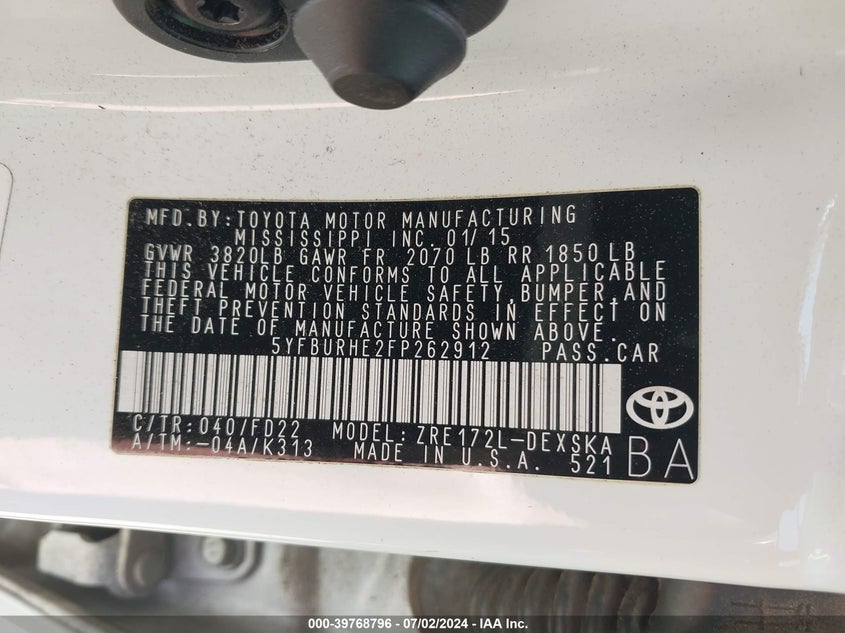 MFD.BY:TOYOTA MOTOR MANUFACTURING
MISSISSIPPI INC. 01/15
GVWR 3820LB GAWR FR 2070 LB RR 1850 LB
THIS VEHICLE CONFORMS TO ALL APPLICABLE
FEDERAL MOTOR VEHICLE SAFETY,BUMPER,AND
THEFT PREVENTION STANDARDS IN EFFECT ON
THE DATE OF MANUFACTURE SHOWN ABOVE.
5YFBURHE2FP262912 PASS.CAR
C/TR:040/FD22 MODEL:ZRE172L-DEXSKA
A/TM:-04A/K313 MADE IN U.S.A. 521
BA
000-39768796 - 07/02/2024 - IAA Inc.